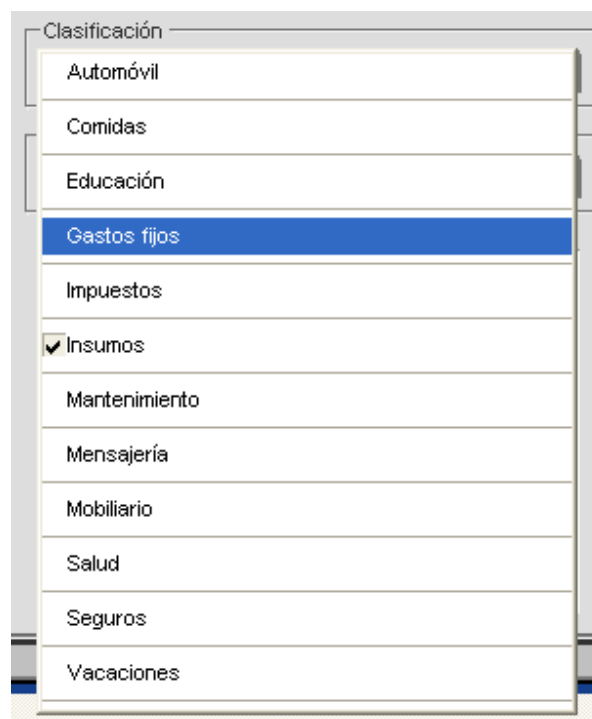 Clasificación
Automóvil
Comidas
Educación
Gastos fijos
Impuestos
Insumos
Mantenimiento
Mensajería
Mobiliario
Salud
Seguros
Vacaciones